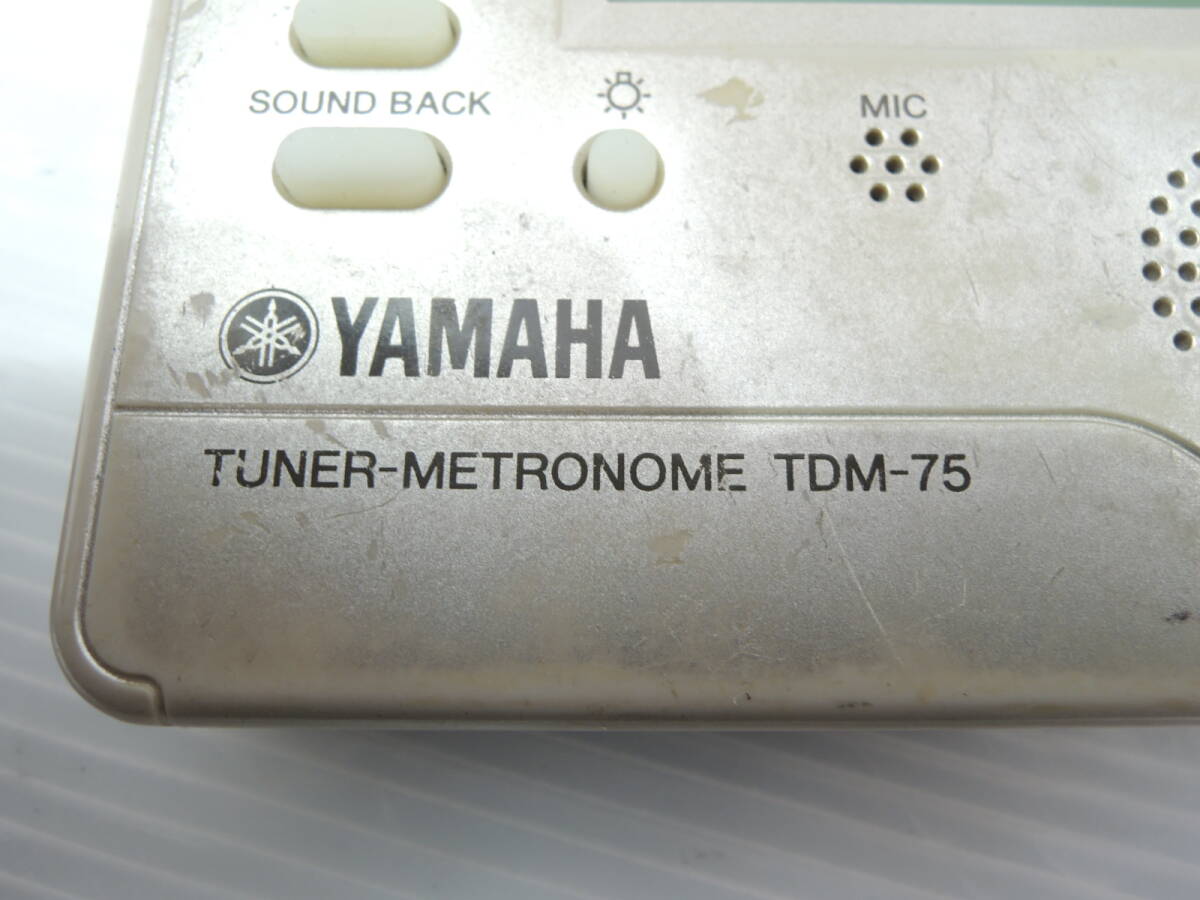 SOUND BACK
MIC
YAMAHA
TUNER-METRONOME TDM-75